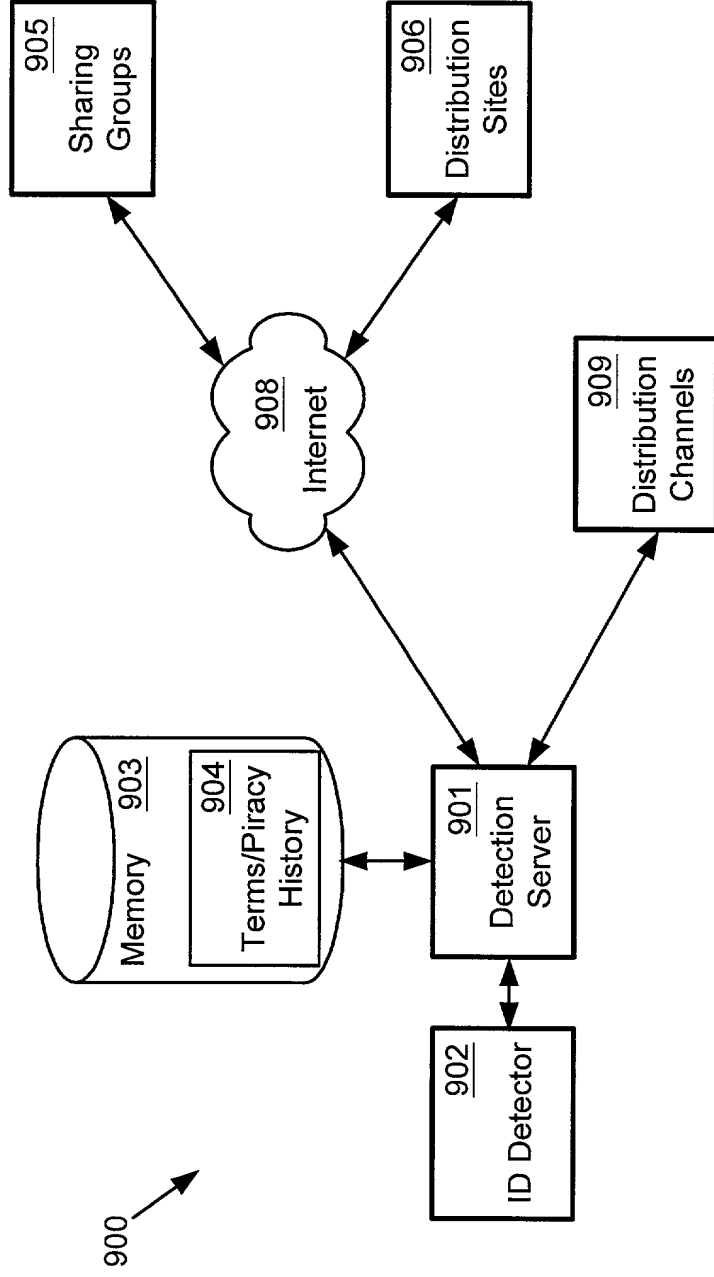 900
902
ID Detector
901
Detection
Server
Memory
903
904
Terms/Piracy
History
908
Internet
905
Sharing
Groups
906
Distribution
Sites
909
Distribution
Channels